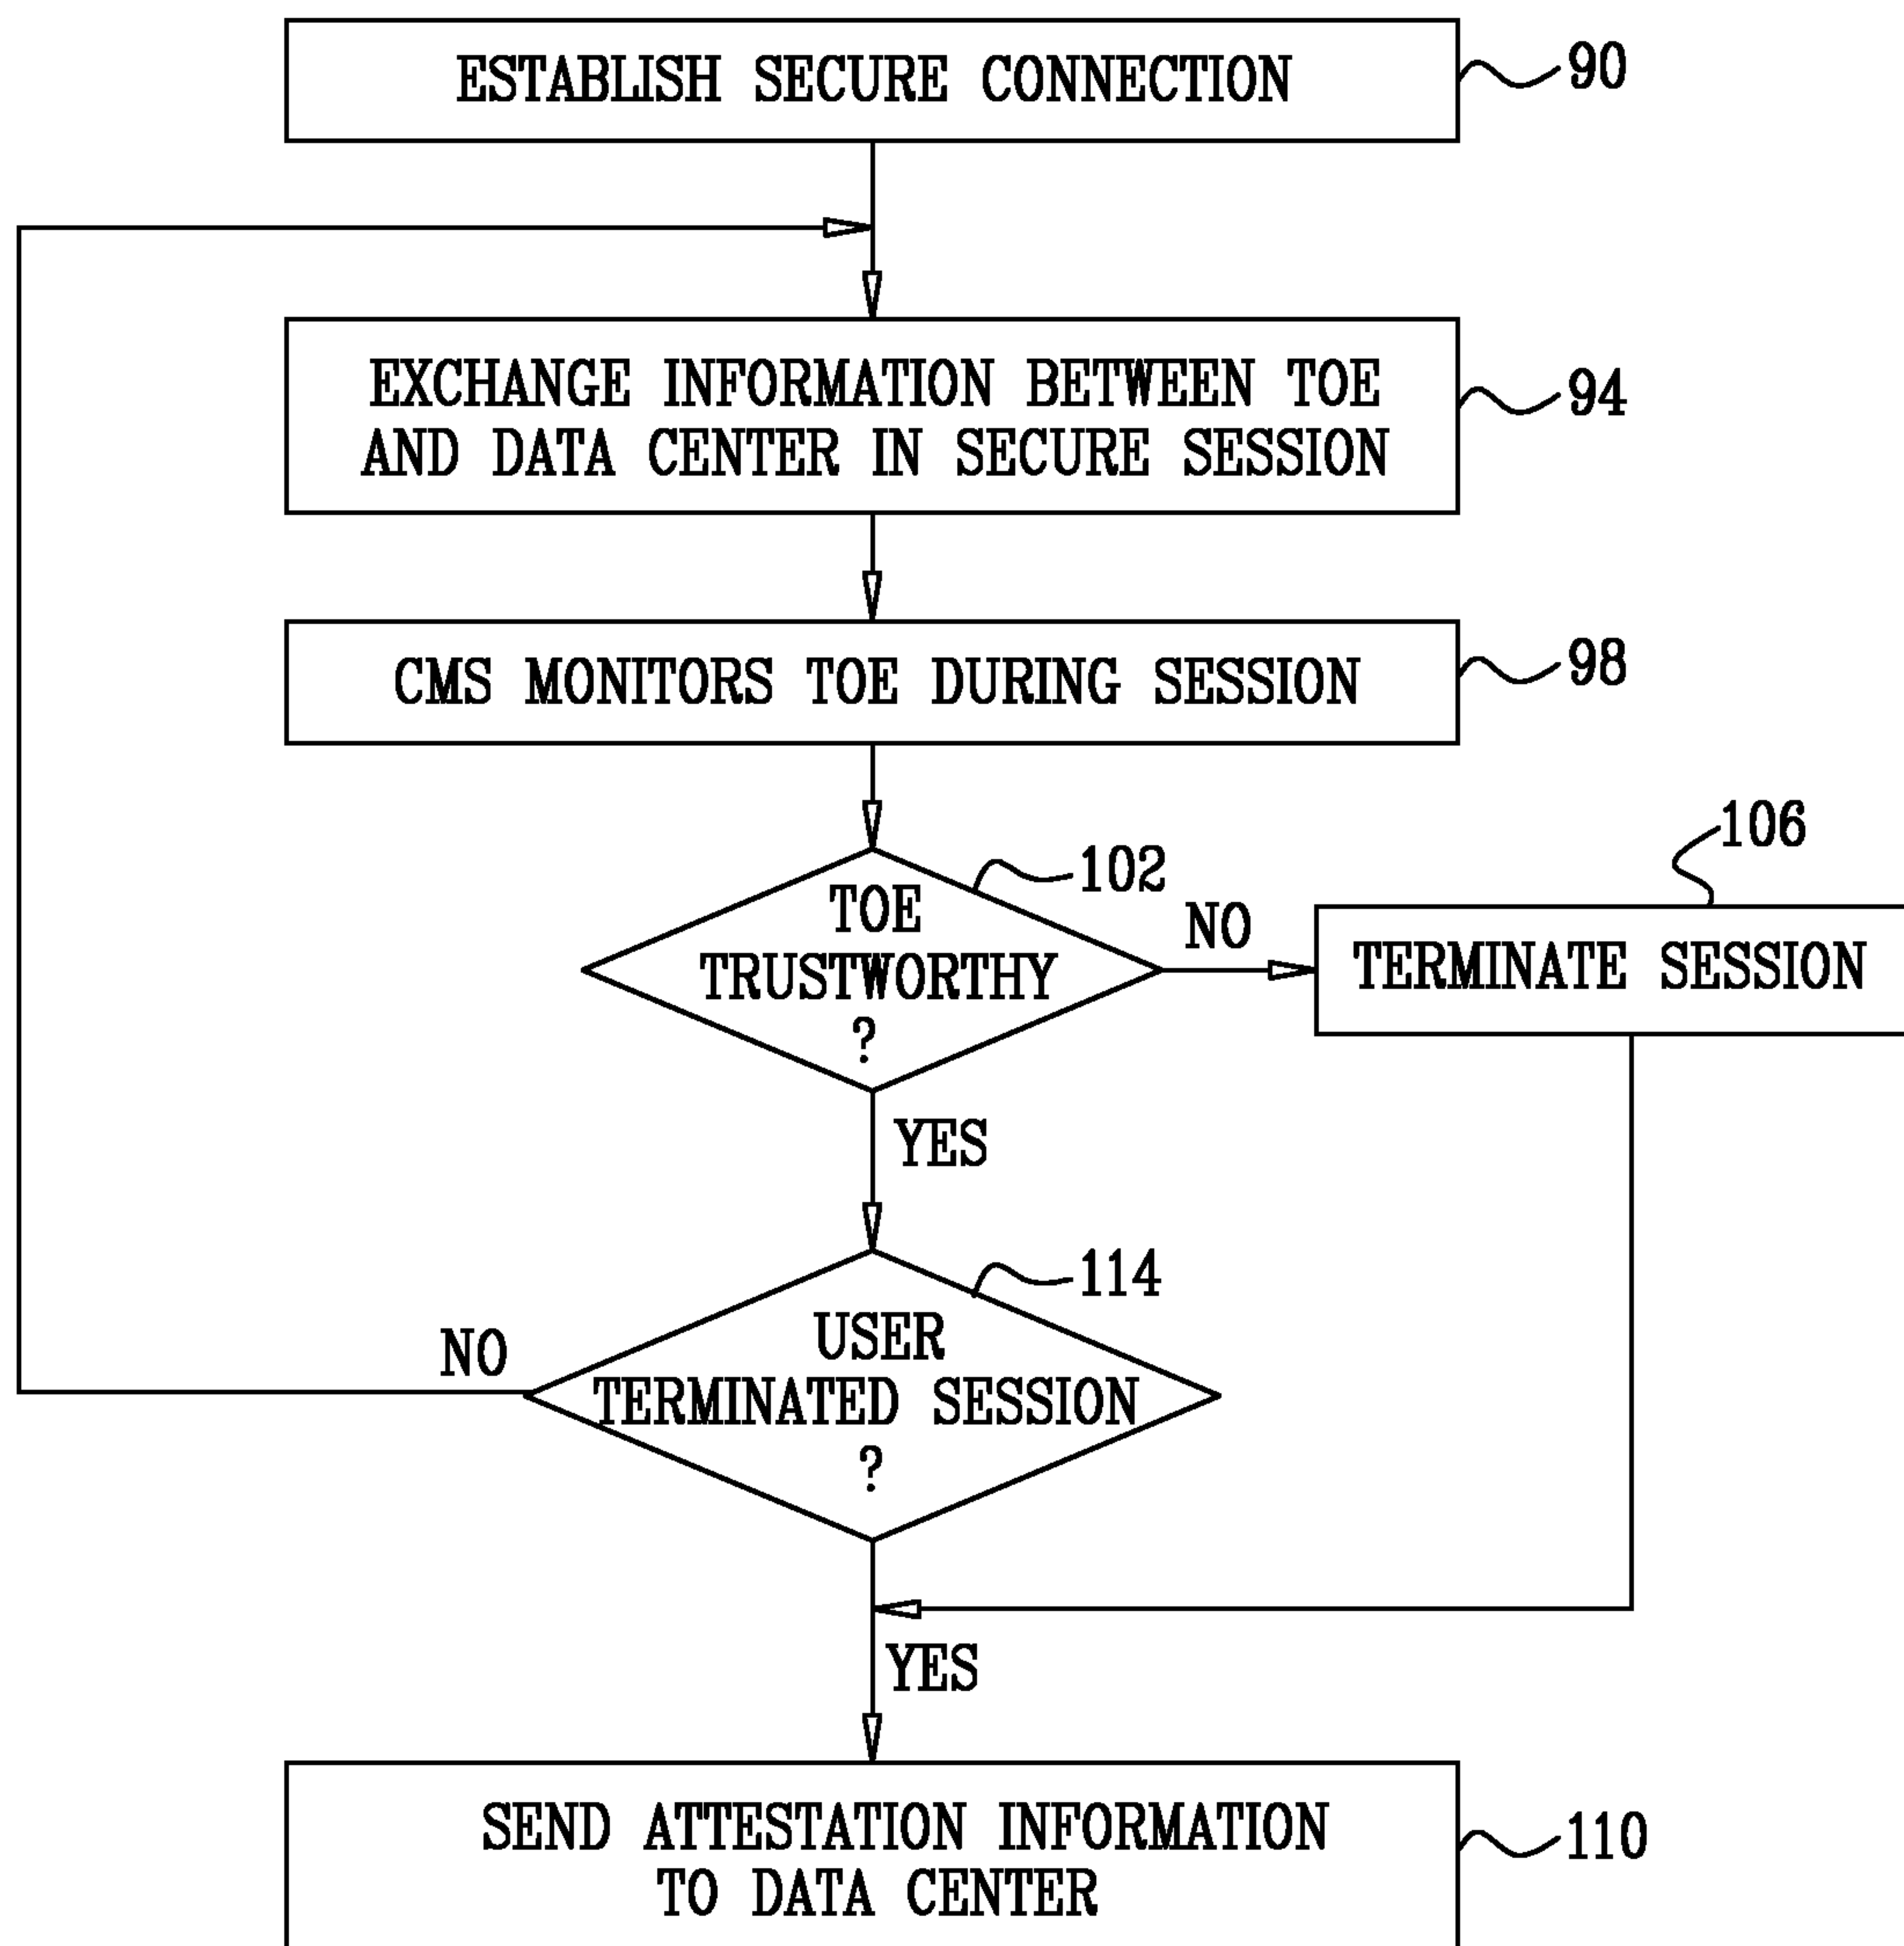 ESTABLISH SECURE CONNECTION
90
EXCHANGE INFORMATION BETWEEN TOE
AND DATA CENTER IN SECURE SESSION
94
CMS MONITORS TOE DURING SESSION
98
102
TOE
TRUSTWORTHY
?
NO
106
TERMINATE SESSION
YES
114
USER
TERMINATED SESSION
?
NO
YES
SEND ATTESTATION INFORMATION
TO DATA CENTER
110